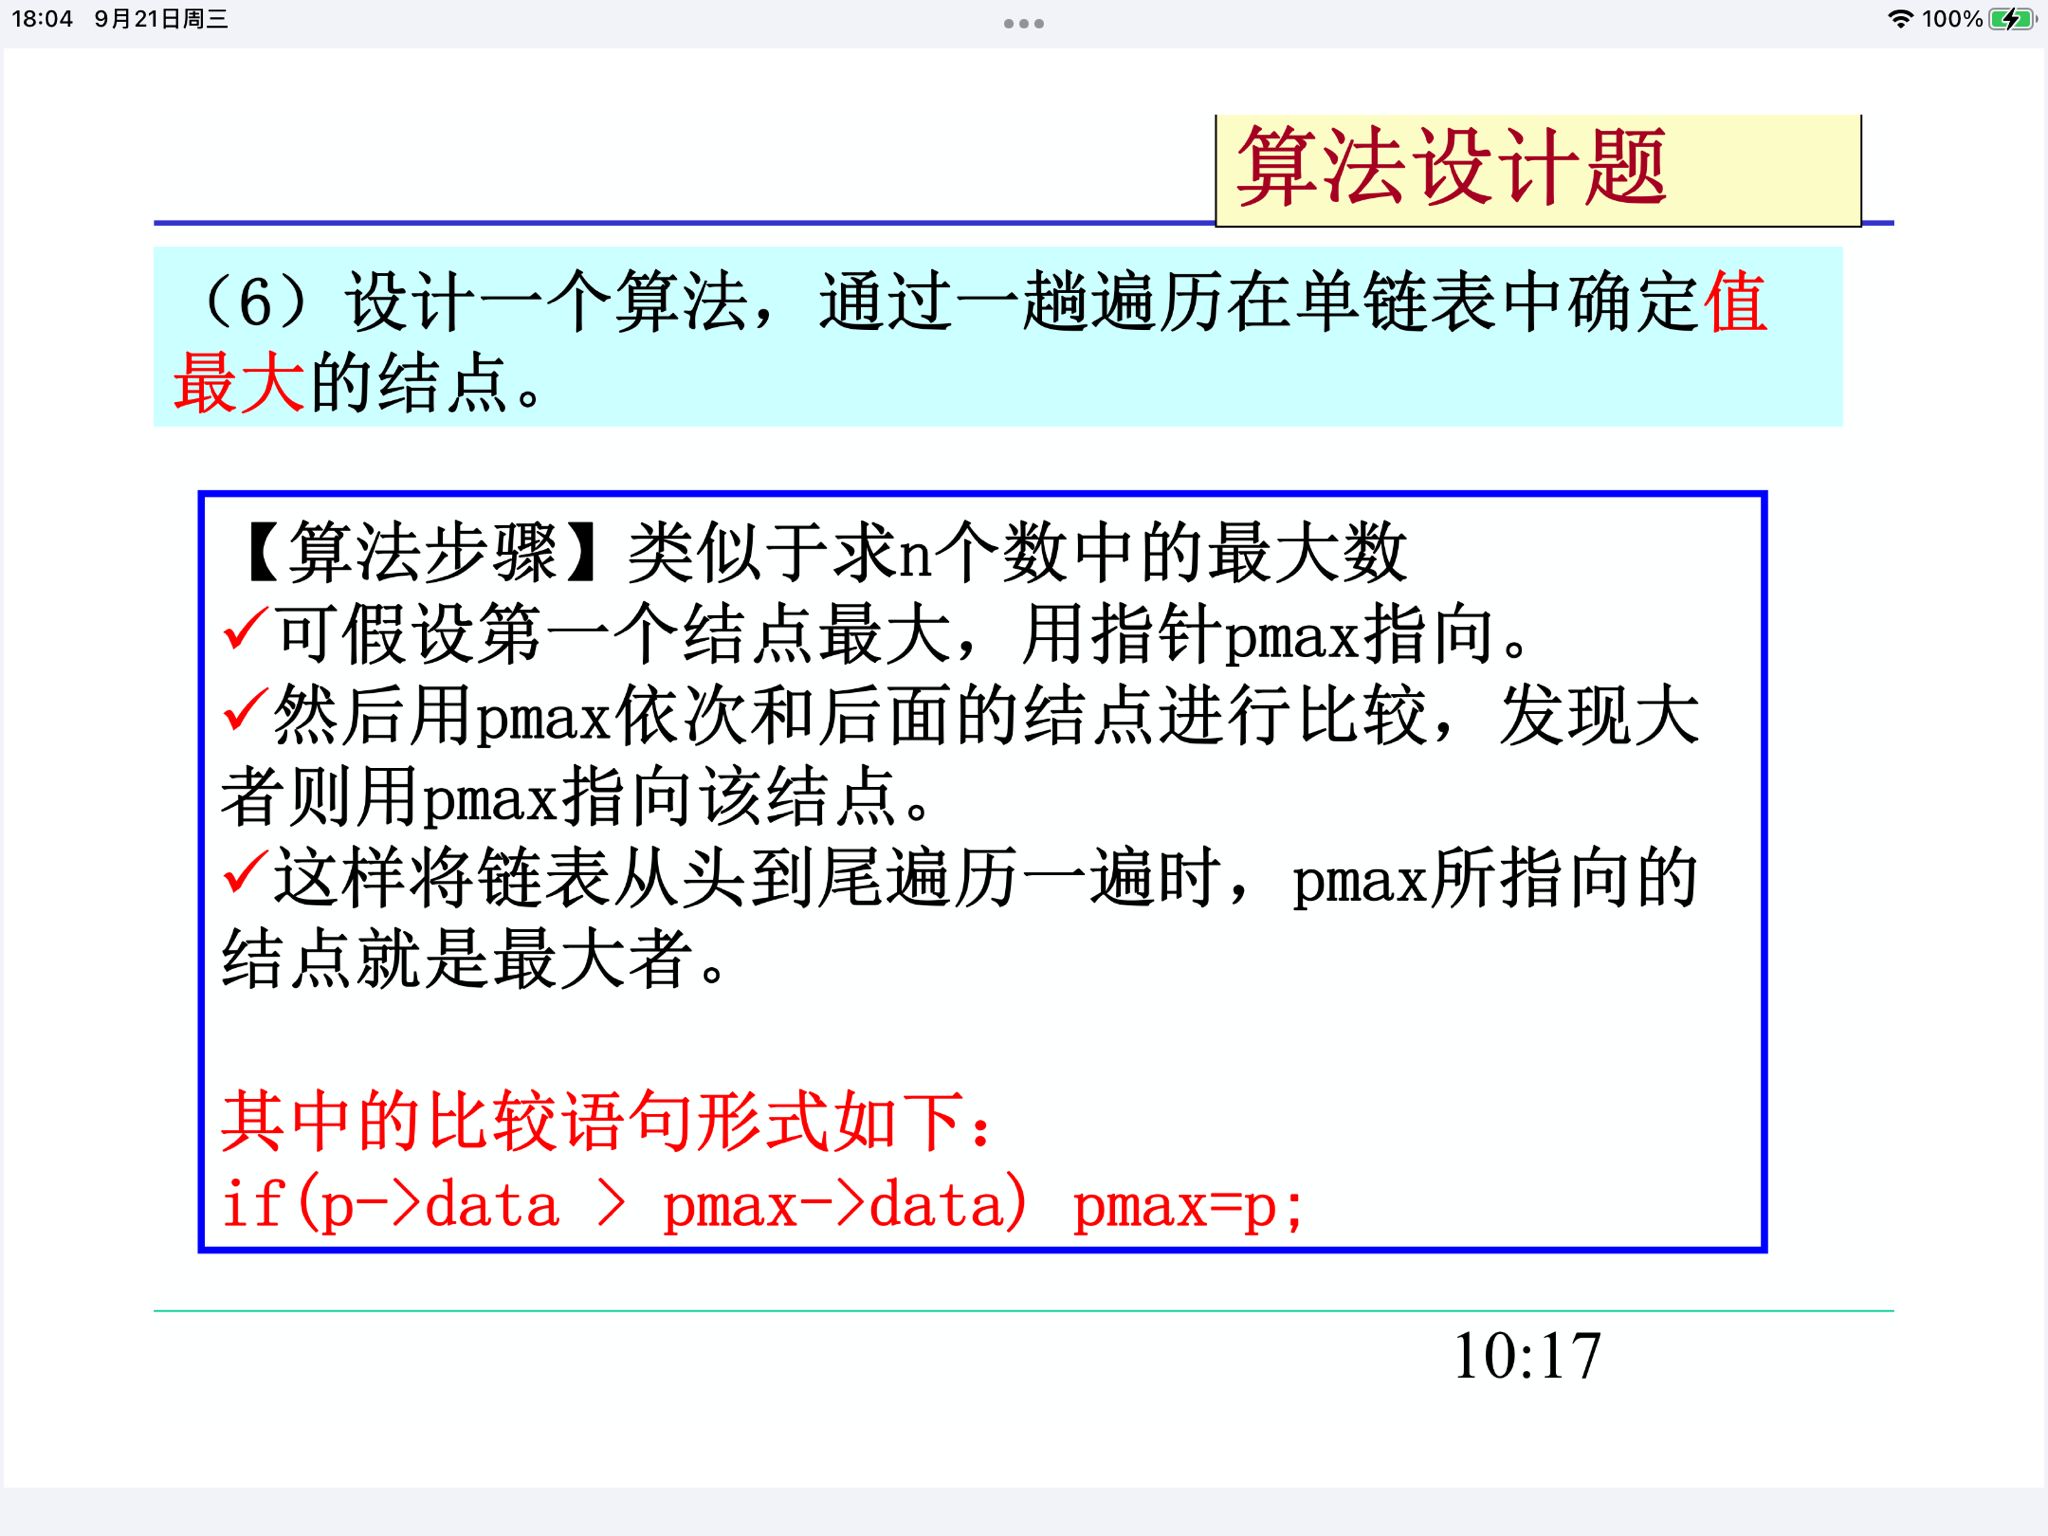 18:04 9月21日周三
100%
算法设计题
（6）设计一个算法，通过一趟遍历在单链表中确定值
最大的结点。
【算法步骤】类似于求n个数中的最大数
✓可假设第一个结点最大，用指针pmax指向。
✓然后用pmax依次和后面的结点进行比较，发现大
者则用pmax指向该结点。
✓这样将链表从头到尾遍历一遍时，pmax所指向的
结点就是最大者。
其中的比较语句形式如下：
if(p->data > pmax->data) pmax=p;
10:17